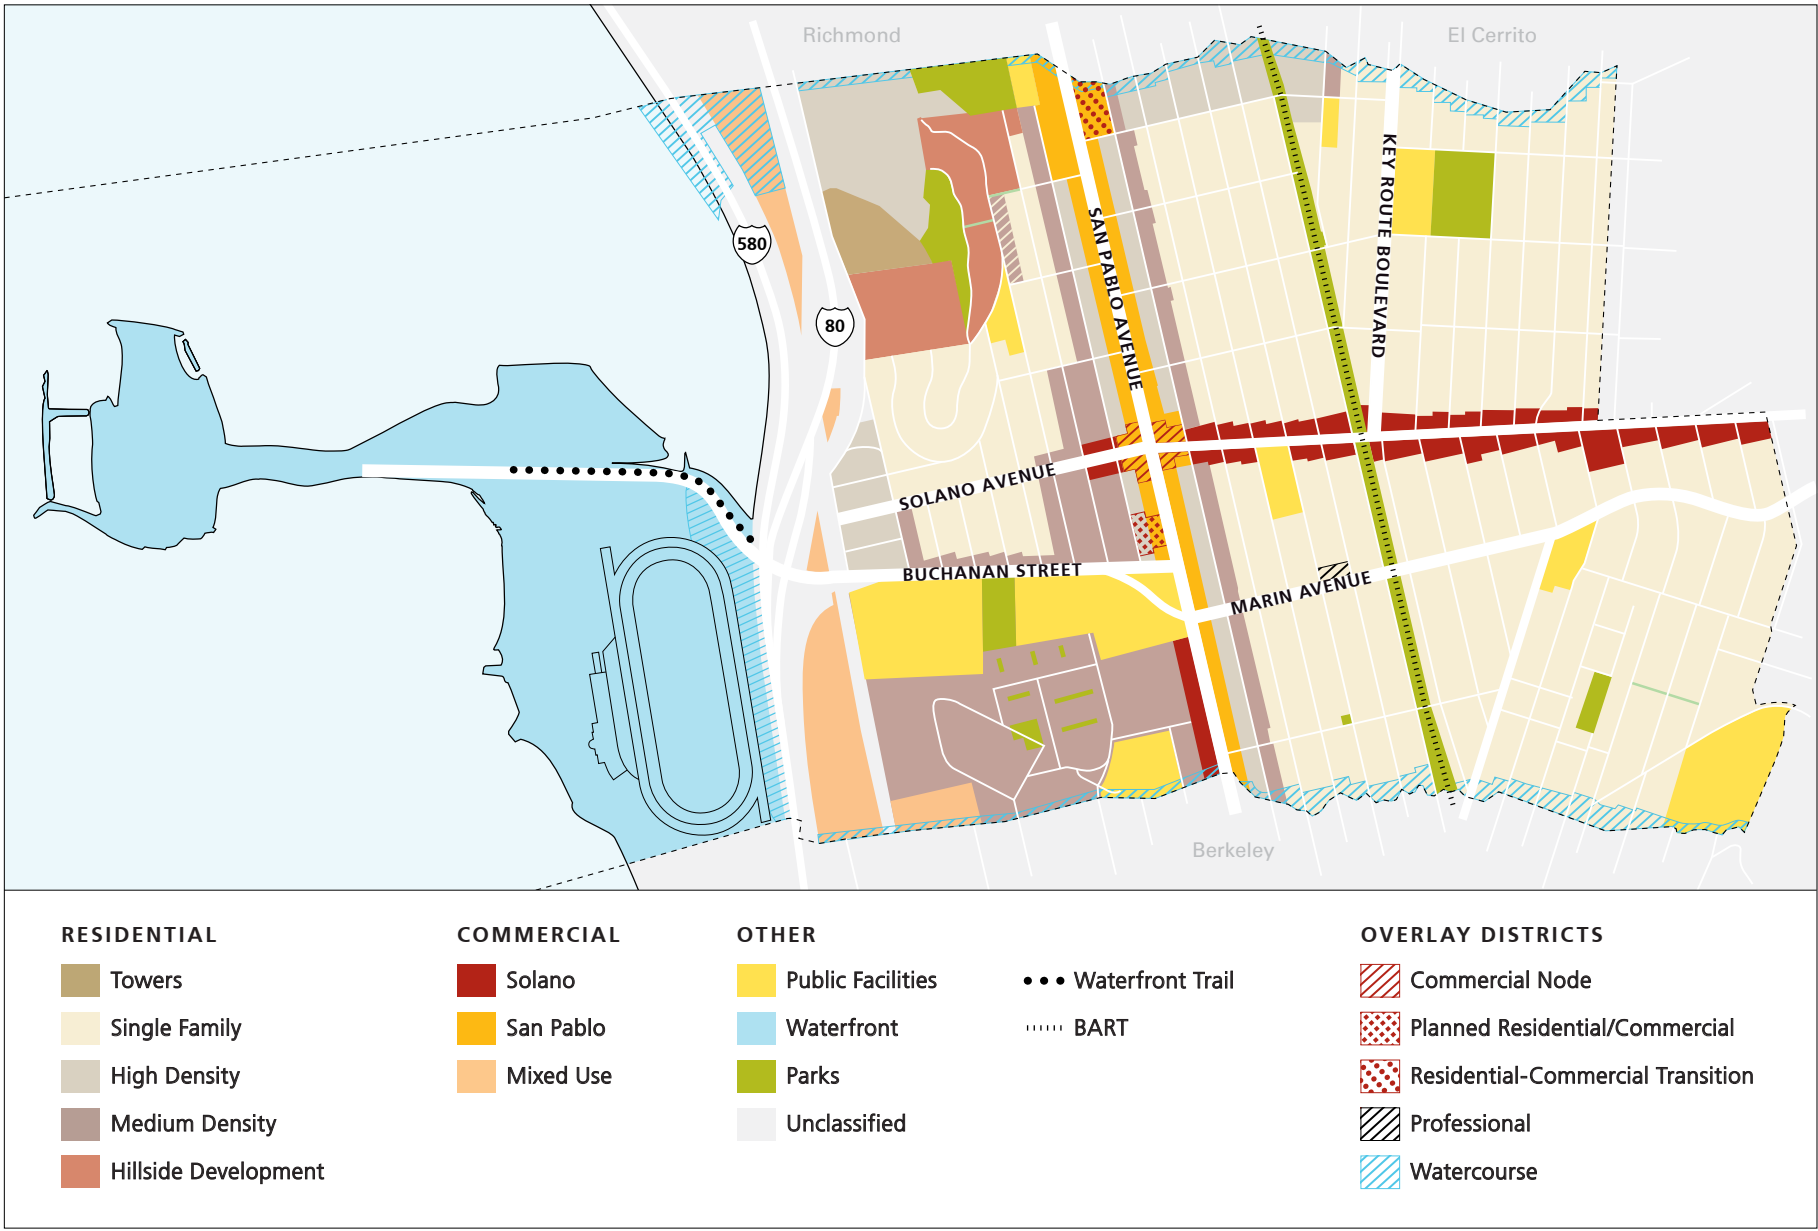 Richmond
El Cerrito
580
80
KEY ROUTE BOULEVARD
SAN PABLO AVENUE
SOLANO AVENUE
BUCHANAN STREET
MARIN AVENUE
Berkeley
RESIDENTIAL
Towers
Single Family
High Density
Medium Density
Hillside Development
COMMERCIAL
Solano
San Pablo
Mixed Use
OTHER
Public Facilities
Waterfront
Parks
Unclassified
Waterfront Trail
BART
OVERLAY DISTRICTS
Commercial Node
Planned Residential/Commercial
Residential-Commercial Transition
Professional
Watercourse